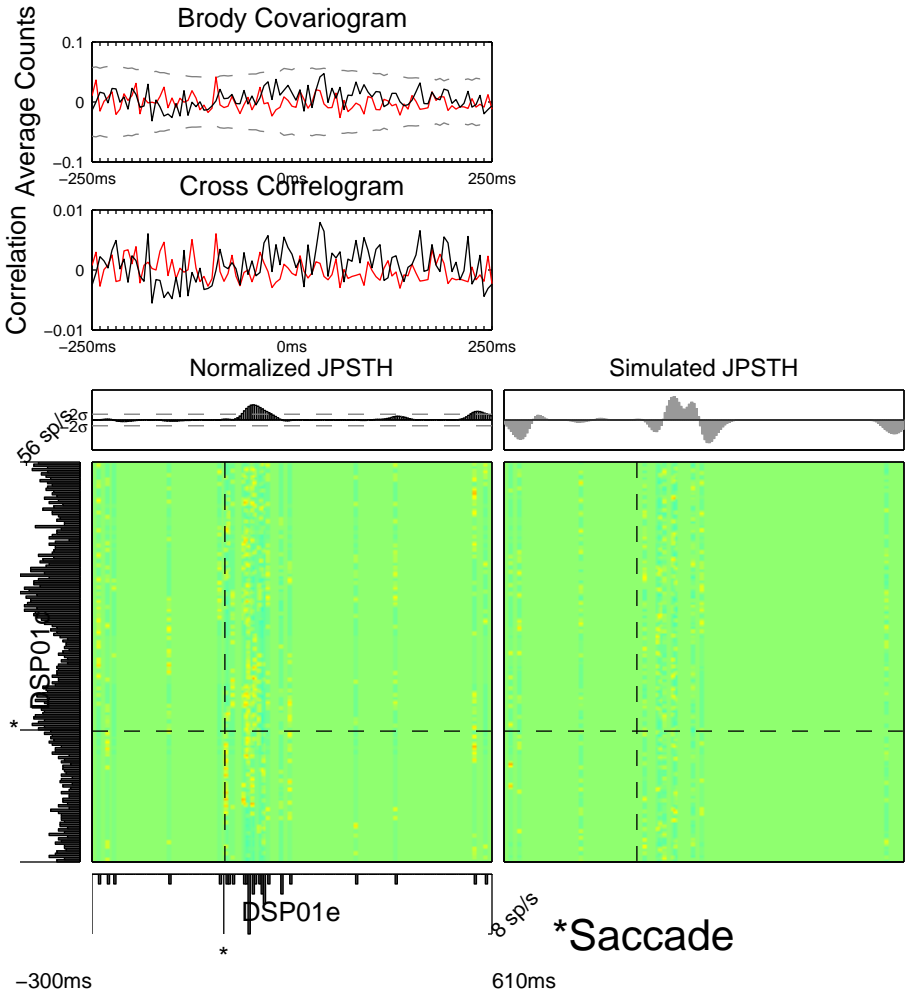 Brody Covariogram
Average Counts
0.1
0
−0.1
−250ms
0ms
250ms
Cross Correlogram
Correlation
0.01
0
−0.01
−250ms
0ms
250ms
Normalized JPSTH
Simulated JPSTH
2σ
−2σ
56 sp/s
DSP01c
*
DSP01e
8 sp/s
*
*Saccade
−300ms
610ms